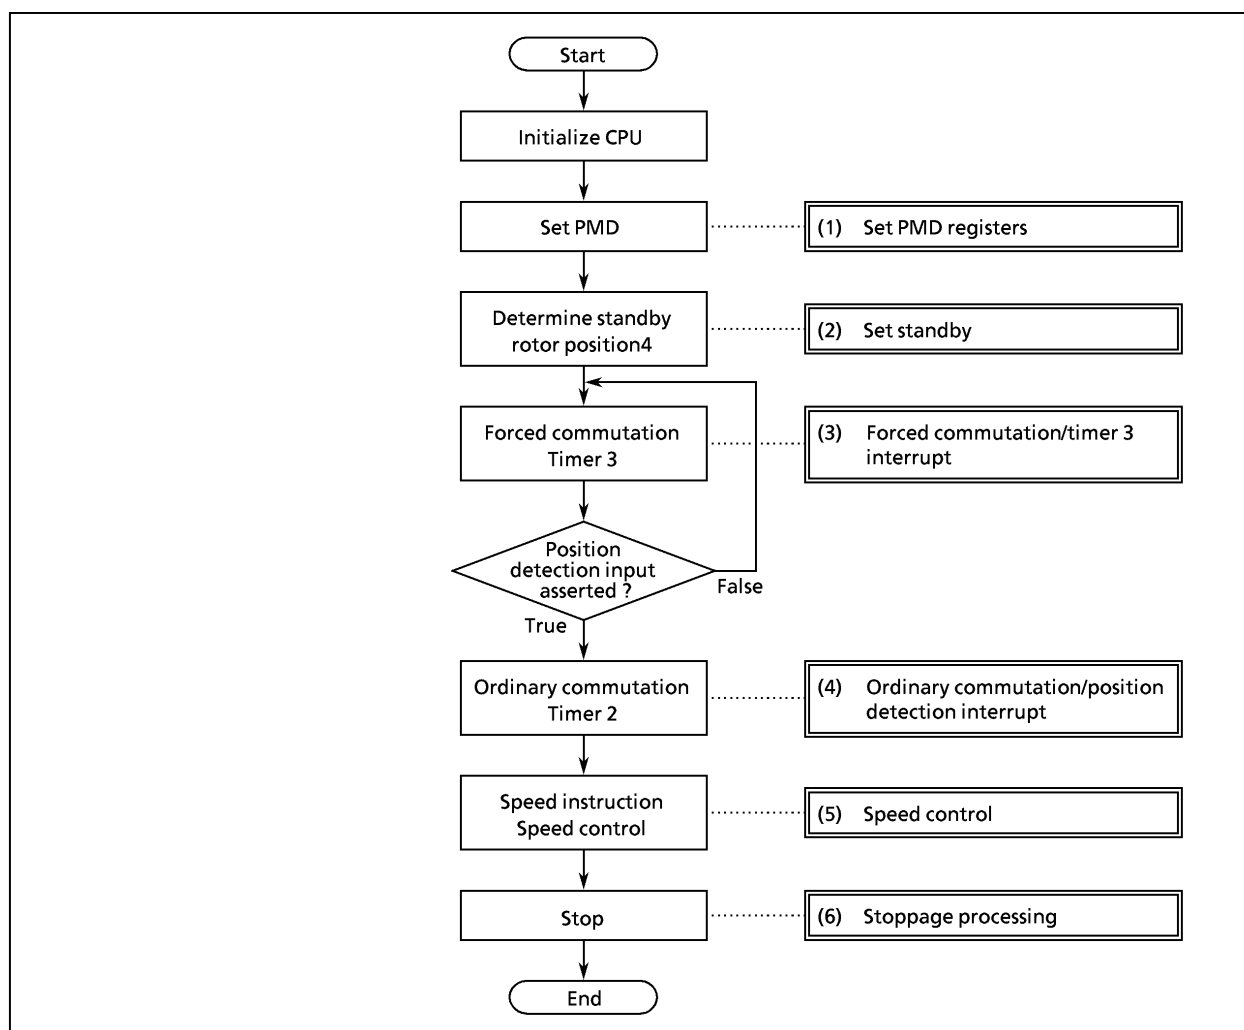 Start
Initialize CPU
Set PMD
(1) Set PMD registers
Determine standby
rotor position4
(2) Set standby
Forced commutation
Timer 3
(3) Forced commutation/timer 3
interrupt
Position
detection input
asserted ?
False
True
Ordinary commutation
Timer 2
(4) Ordinary commutation/position
detection interrupt
Speed instruction
Speed control
(5) Speed control
Stop
(6) Stoppage processing
End